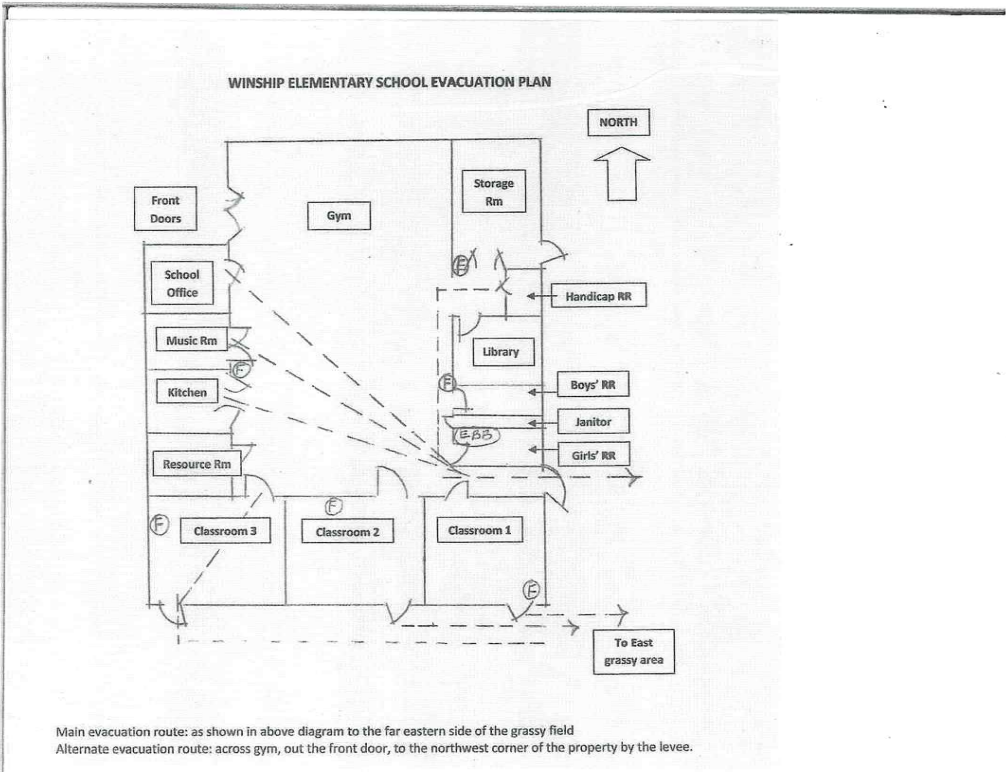 WINSHIP ELEMENTARY SCHOOL EVACUATION PLAN
NORTH
Storage
Rm
Front
Doors
Gym
School
Office
F
Handicap RR
Music Rm
Library
F
Kitchen
F
Boys' RR
Janitor
EBB
Girls' RR
Resource Rm
F
F
Classroom 3
Classroom 2
Classroom 1
F
To East
grassy area
Main evacuation route: as shown in above diagram to the far eastern side of the grassy field
Alternate evacuation route: across gym, out the front door, to the northwest corner of the property by the levee.